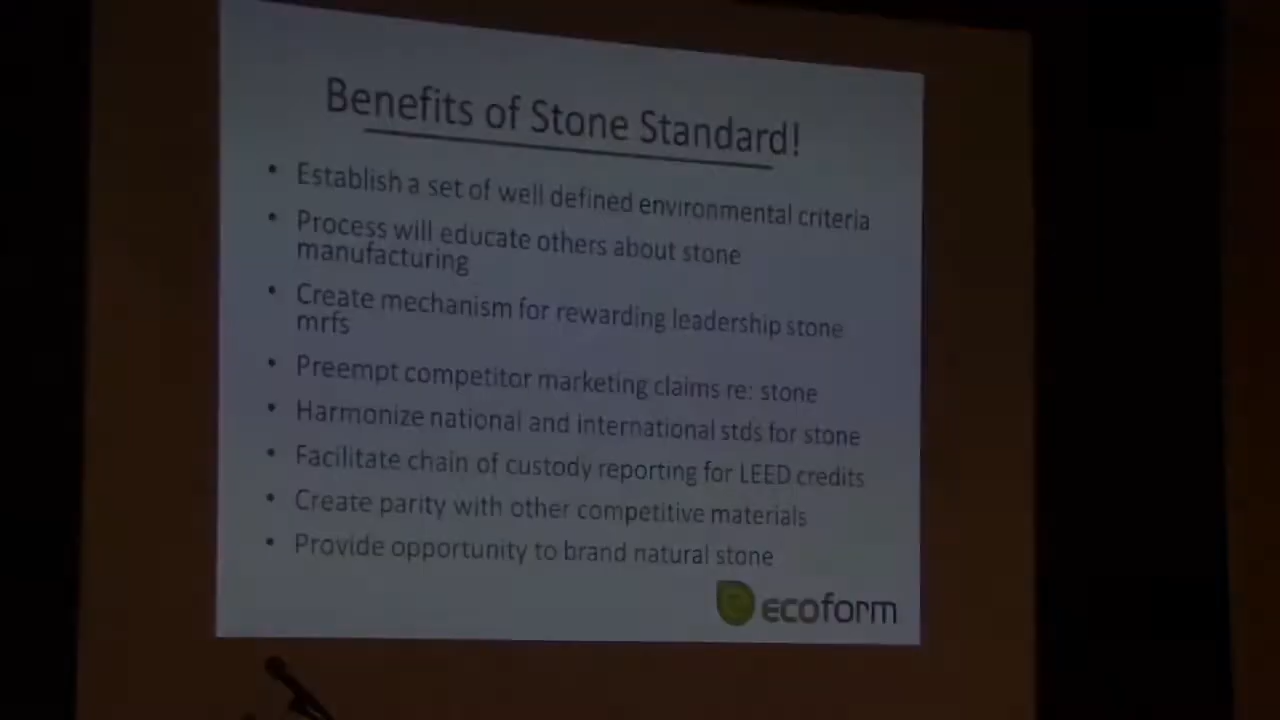 Benefits of Stone Standard!
• Establish a set of well defined environmental criteria
• Process will educate others about stone
manufacturing
• Create mechanism for rewarding leadership stone
mrfs
• Preempt competitor marketing claims re: stone
• Harmonize national and international stds for stone
• Facilitate chain of custody reporting for LEED credits
• Create parity with other competitive materials
• Provide opportunity to brand natural stone
ecoform